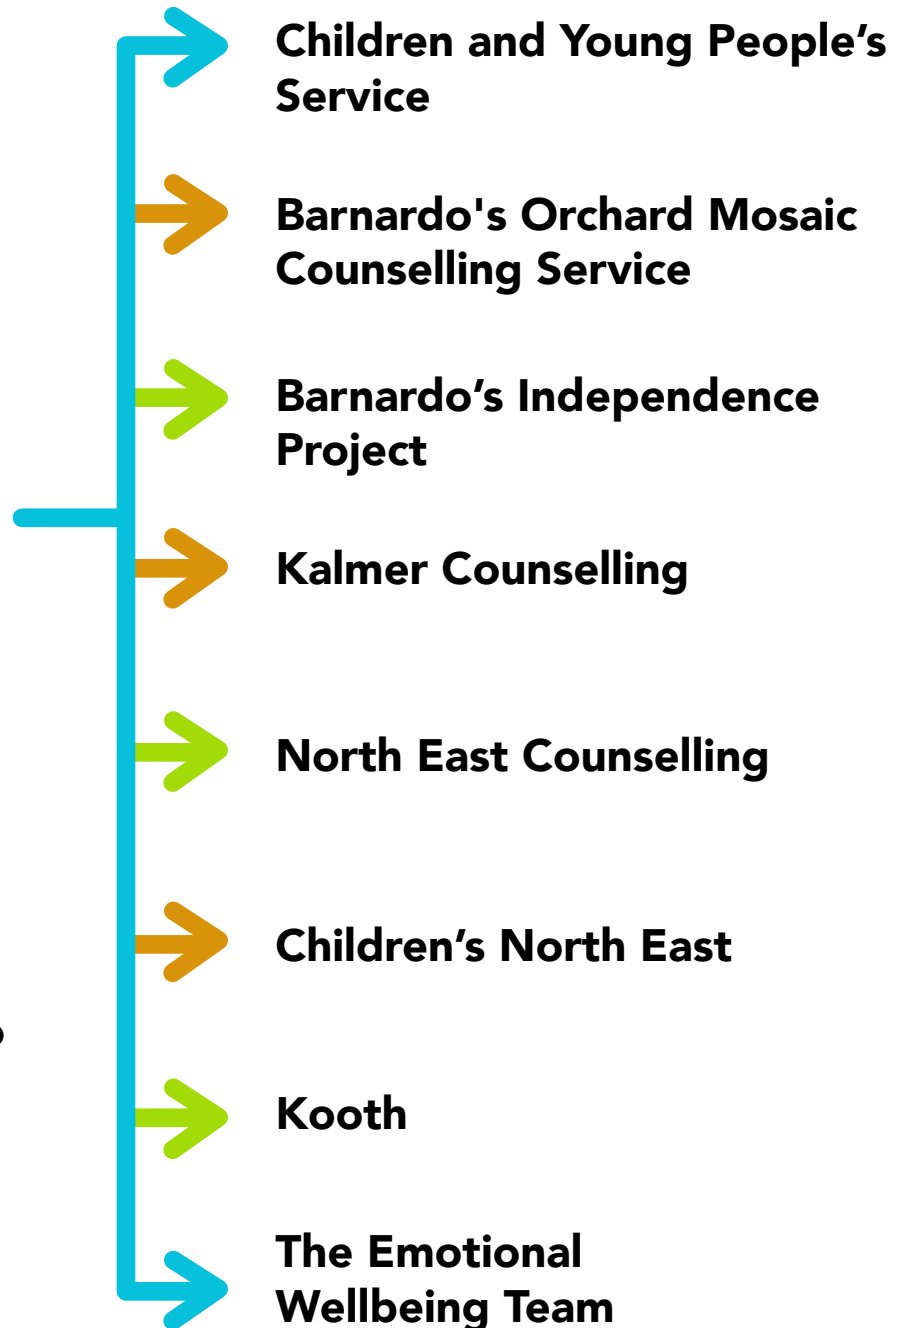 Children and Young People’s
Service
Barnardo's Orchard Mosaic
Counselling Service
Barnardo’s Independence
Project
Kalmer Counselling
North East Counselling
Children’s North East
Kooth
The Emotional
Wellbeing Team